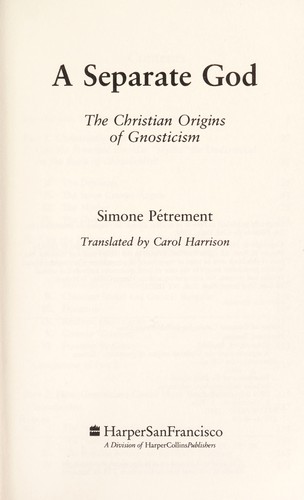 A Separate God
The Christian Origins
of Gnosticism
Simone Pétrement
Translated by Carol Harrison
HarperSanFrancisco
A Division of HarperCollinsPublishers